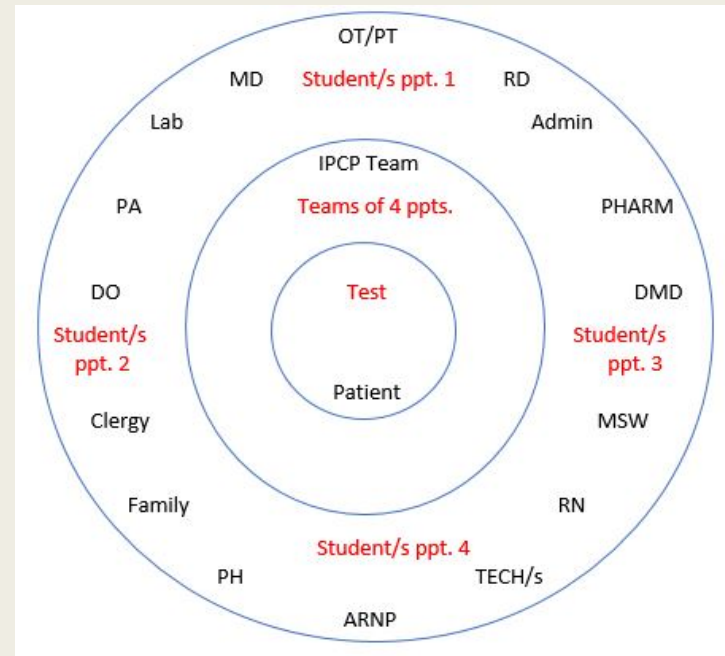 OT/PT
MD
Student/s ppt. 1
RD
Lab
Admin
IPCP Team
PA
Teams of 4 ppts.
PHARM
DO
Test
DMD
Student/s
ppt. 2
Student/s
ppt. 3
Patient
Clergy
MSW
Family
RN
Student/s ppt. 4
PH
TECH/s
ARNP